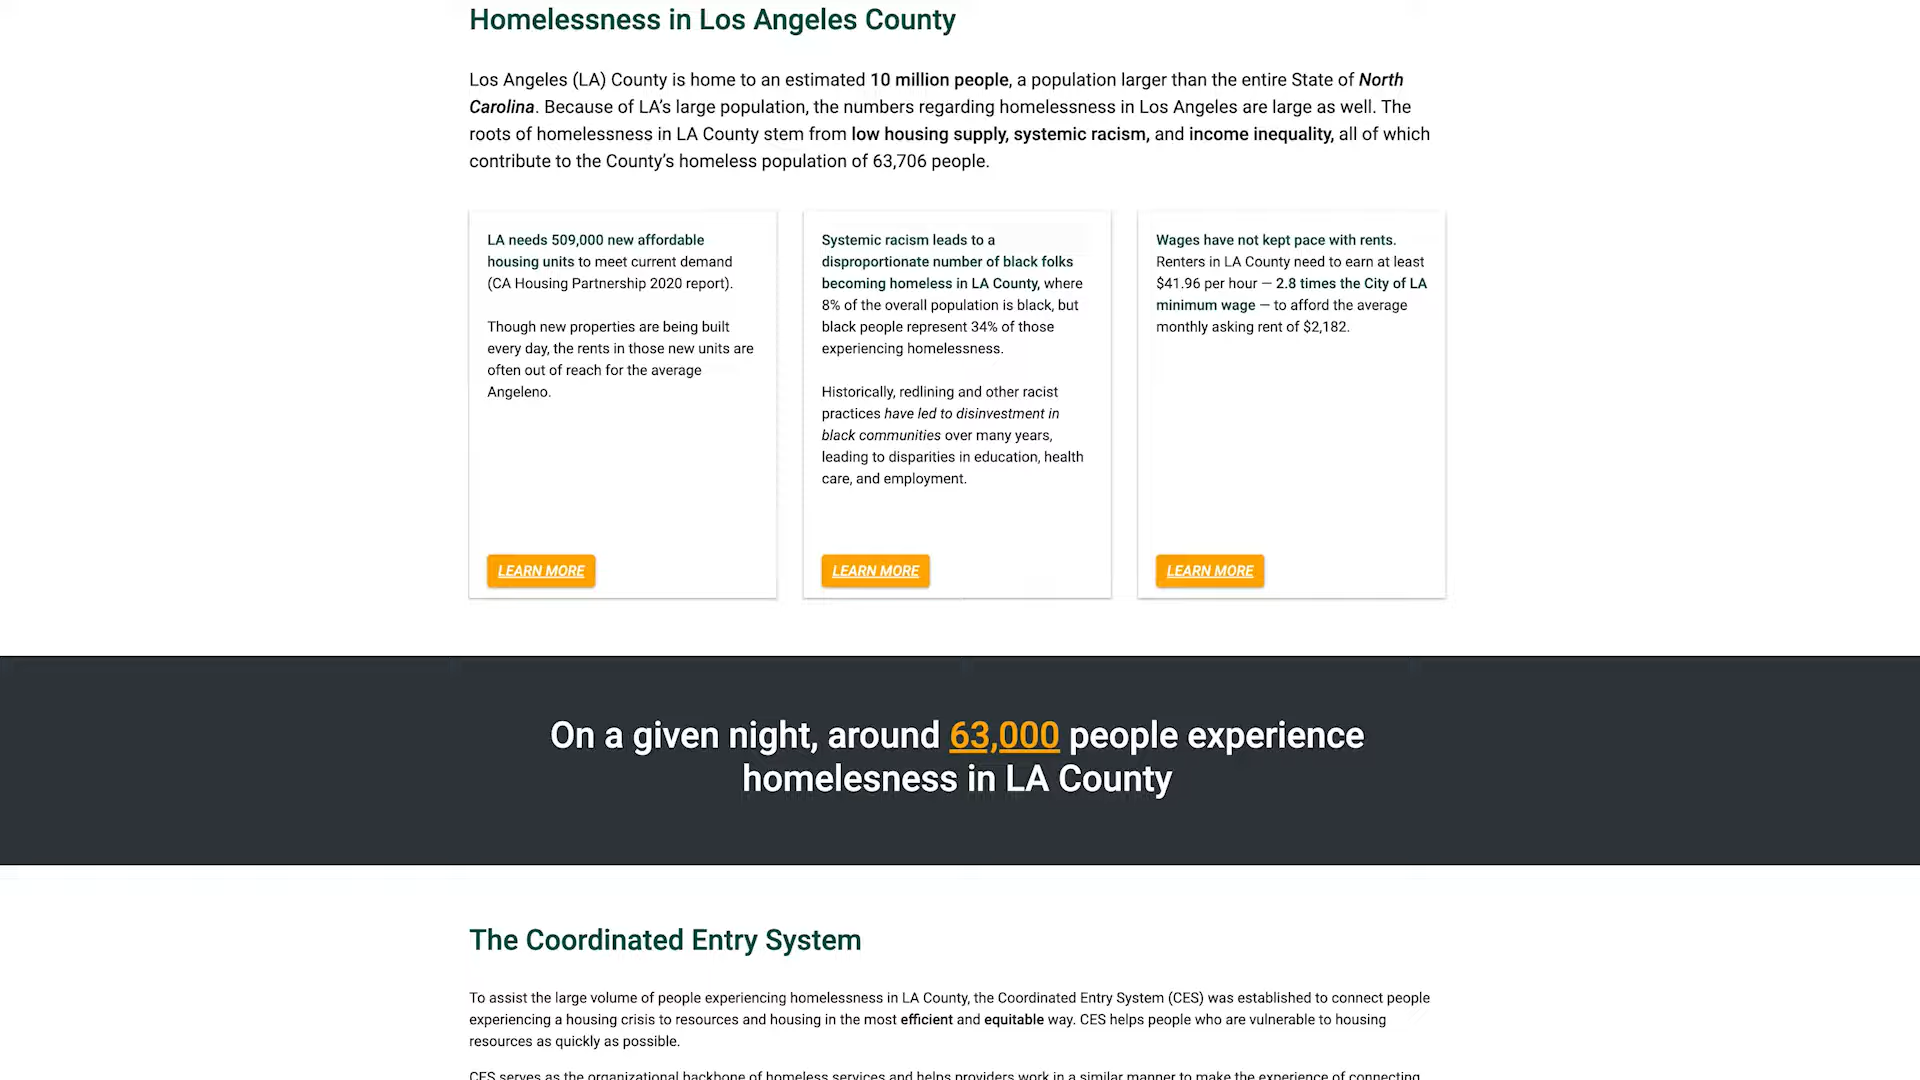 Homelessness in Los Angeles County
Los Angeles (LA) County is home to an estimated 10 million people, a population larger than the entire State of North
Carolina. Because of LA’s large population, the numbers regarding homelessness in Los Angeles are large as well. The
roots of homelessness in LA County stem from low housing supply, systemic racism, and income inequality, all of which
contribute to the County’s homeless population of 63,706 people.
LA needs 509,000 new affordable
housing units to meet current demand
(CA Housing Partnership 2020 report).
Though new properties are being built
every day, the rents in those new units are
often out of reach for the average
Angeleno.
LEARN MORE
Systemic racism leads to a
disproportionate number of black folks
becoming homeless in LA County, where
8% of the overall population is black, but
black people represent 34% of those
experiencing homelessness.
Historically, redlining and other racist
practices have led to disinvestment in
black communities over many years,
leading to disparities in education, health
care, and employment.
LEARN MORE
Wages have not kept pace with rents.
Renters in LA County need to earn at least
$41.96 per hour — 2.8 times the City of LA
minimum wage — to afford the average
monthly asking rent of $2,182.
LEARN MORE
On a given night, around 63,000 people experience
homelesness in LA County
The Coordinated Entry System
To assist the large volume of people experiencing homelessness in LA County, the Coordinated Entry System (CES) was established to connect people
experiencing a housing crisis to resources and housing in the most efficient and equitable way. CES helps people who are vulnerable to housing
resources as quickly as possible.
CES serves as the organizational backbone of homeless services and helps providers work in a similar manner to make the experience of connecting